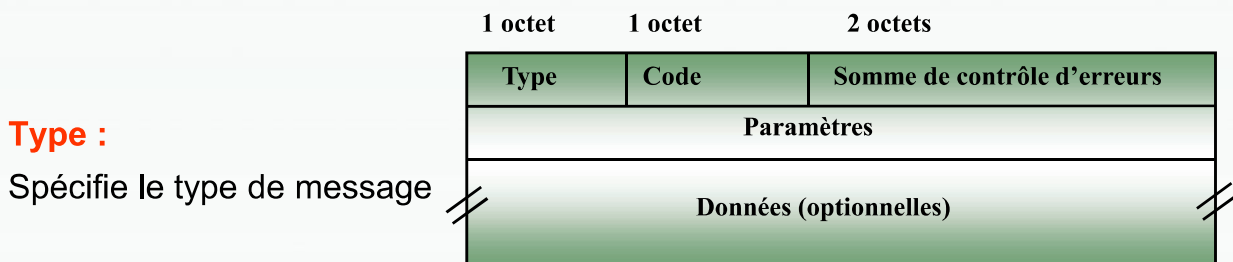 1 octet 1 octet 2 octets
Type Code Somme de contrôle d'erreurs
Paramètres
Type :
Spécifie le type de message
Données (optionnelles)